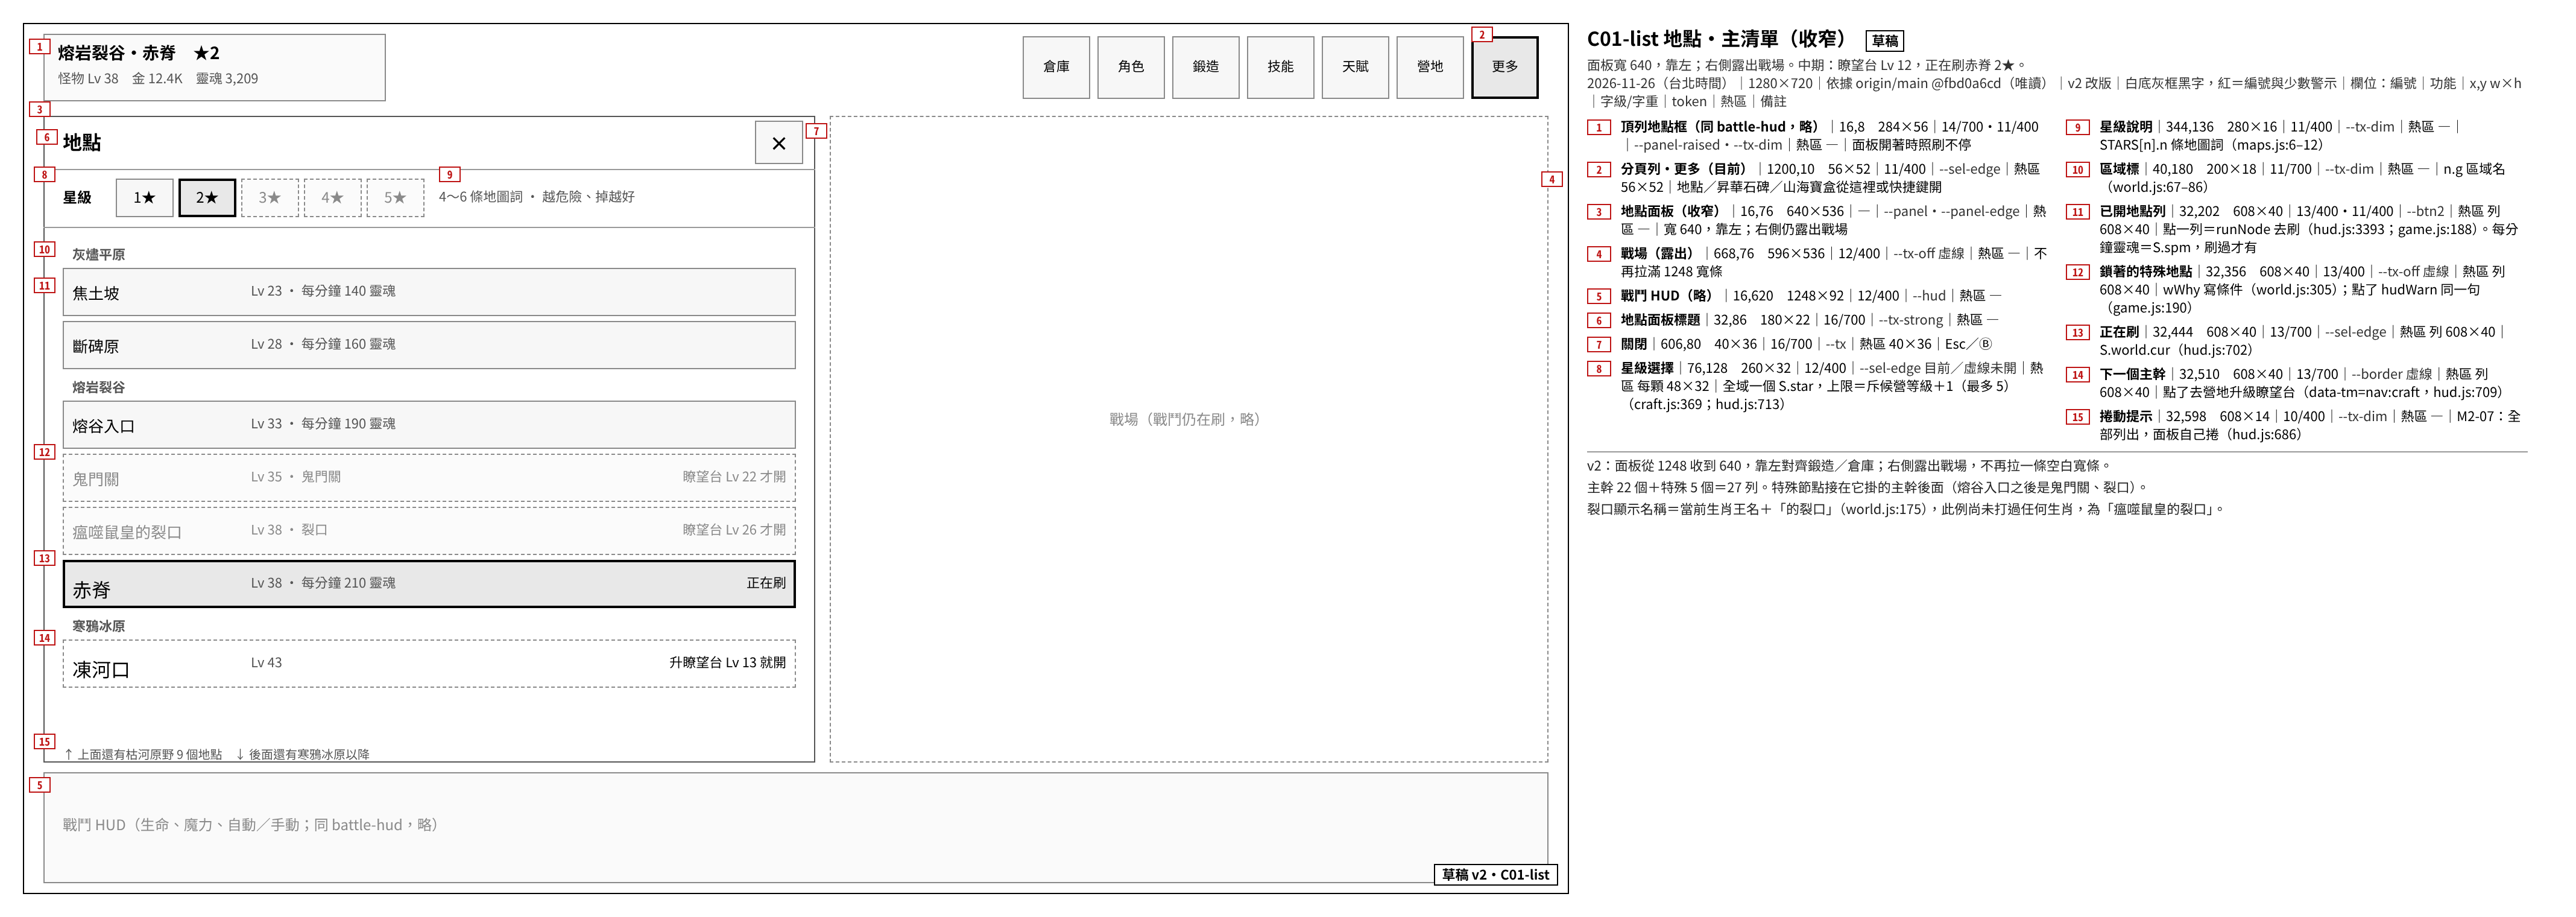 1
熔岩裂谷・赤脊　★2
怪物 Lv 38　金 12.4K　靈魂 3,209
倉庫
角色
鍛造
技能
天賦
營地
2
更多
3
6
地點
×
7
8
星級
1★
2★
3★
4★
5★
9
4～6 條地圖詞 ・ 越危險、掉越好
4
10
灰燼平原
11
焦土坡
Lv 23 ・ 每分鐘 140 靈魂
斷碑原
Lv 28 ・ 每分鐘 160 靈魂
熔岩裂谷
熔谷入口
Lv 33 ・ 每分鐘 190 靈魂
12
鬼門關
Lv 35 ・ 鬼門關
瞭望台 Lv 22 才開
瘟噬鼠皇的裂口
Lv 38 ・ 裂口
瞭望台 Lv 26 才開
13
赤脊
Lv 38 ・ 每分鐘 210 靈魂
正在刷
寒鴉冰原
14
凍河口
Lv 43
升瞭望台 Lv 13 就開
15
↑ 上面還有枯河原野 9 個地點　↓ 後面還有寒鴉冰原以降
戰場（戰鬥仍在刷，略）
5
戰鬥 HUD（生命、魔力、自動／手動；同 battle-hud，略）
草稿 v2・C01-list
C01-list 地點・主清單（收窄）
草稿
面板寬 640，靠左；右側露出戰場。中期：瞭望台 Lv 12，正在刷赤脊 2★。
2026-11-26（台北時間）｜1280×720｜依據 origin/main @fbd0a6cd（唯讀）｜v2 改版｜白底灰框黑字，紅＝編號與少數警示｜欄位：編號｜功能｜x,y w×h
｜字級/字重｜token｜熱區｜備註
1
頂列地點框（同 battle-hud，略）｜16,8　284×56｜14/700・11/400
｜--panel-raised・--tx-dim｜熱區 —｜面板開著時照刷不停
2
分頁列・更多（目前）｜1200,10　56×52｜11/400｜--sel-edge｜熱區
56×52｜地點／昇華石碑／山海寶盒從這裡或快捷鍵開
3
地點面板（收窄）｜16,76　640×536｜—｜--panel・--panel-edge｜熱
區 —｜寬 640，靠左；右側仍露出戰場
4
戰場（露出）｜668,76　596×536｜12/400｜--tx-off 虛線｜熱區 —｜不
再拉滿 1248 寬條
5
戰鬥 HUD（略）｜16,620　1248×92｜12/400｜--hud｜熱區 —
6
地點面板標題｜32,86　180×22｜16/700｜--tx-strong｜熱區 —
7
關閉｜606,80　40×36｜16/700｜--tx｜熱區 40×36｜Esc／Ⓑ
8
星級選擇｜76,128　260×32｜12/400｜--sel-edge 目前／虛線未開｜熱
區 每顆 48×32｜全域一個 S.star，上限＝斥候營等級＋1（最多 5）
（craft.js:369；hud.js:713）
9
星級說明｜344,136　280×16｜11/400｜--tx-dim｜熱區 —｜
STARS[n].n 條地圖詞（maps.js:6–12）
10
區域標｜40,180　200×18｜11/700｜--tx-dim｜熱區 —｜n.g 區域名
（world.js:67–86）
11
已開地點列｜32,202　608×40｜13/400・11/400｜--btn2｜熱區 列
608×40｜點一列＝runNode 去刷（hud.js:3393；game.js:188）。每分
鐘靈魂＝S.spm，刷過才有
12
鎖著的特殊地點｜32,356　608×40｜13/400｜--tx-off 虛線｜熱區 列
608×40｜wWhy 寫條件（world.js:305）；點了 hudWarn 同一句
（game.js:190）
13
正在刷｜32,444　608×40｜13/700｜--sel-edge｜熱區 列 608×40｜
S.world.cur（hud.js:702）
14
下一個主幹｜32,510　608×40｜13/700｜--border 虛線｜熱區 列
608×40｜點了去營地升級瞭望台（data-tm=nav:craft，hud.js:709）
15
捲動提示｜32,598　608×14｜10/400｜--tx-dim｜熱區 —｜M2-07：全
部列出，面板自己捲（hud.js:686）
v2：面板從 1248 收到 640，靠左對齊鍛造／倉庫；右側露出戰場，不再拉一條空白寬條。
主幹 22 個＋特殊 5 個＝27 列。特殊節點接在它掛的主幹後面（熔谷入口之後是鬼門關、裂口）。
裂口顯示名稱＝當前生肖王名＋「的裂口」（world.js:175），此例尚未打過任何生肖，為「瘟噬鼠皇的裂口」。